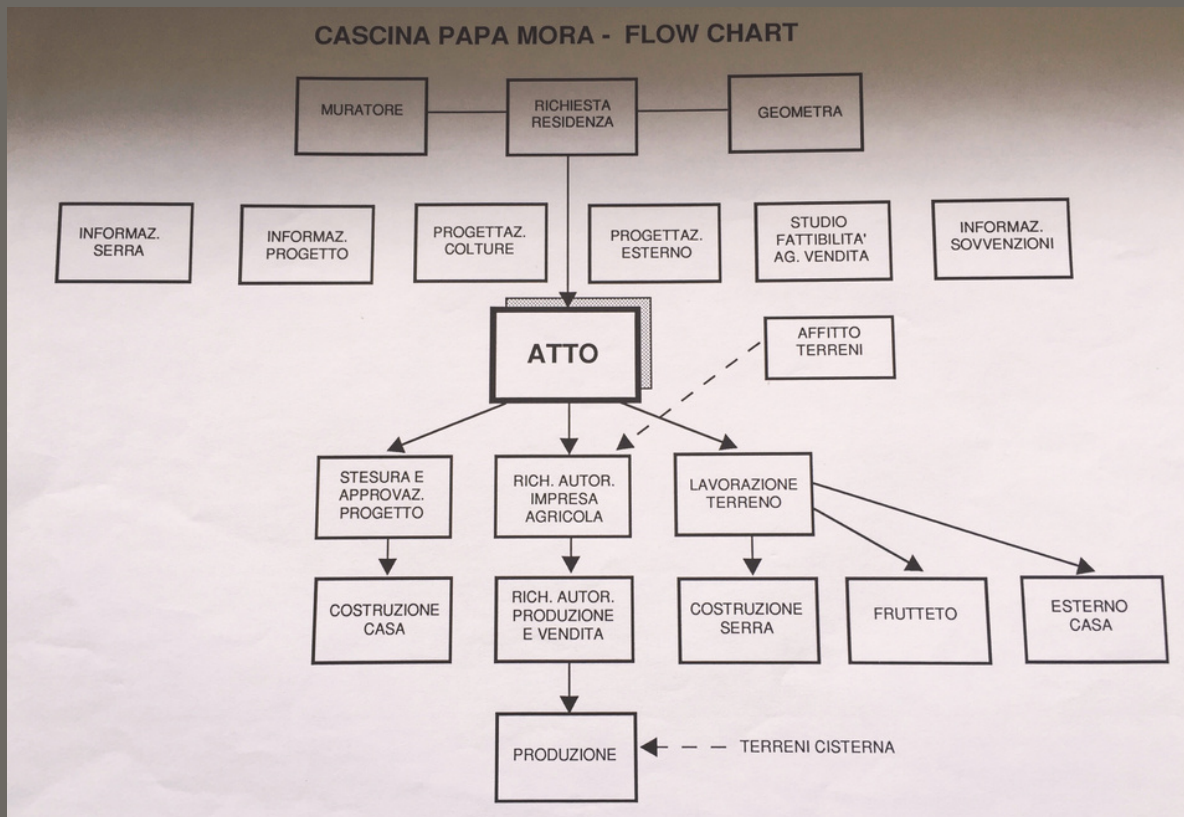 CASCINA PAPA MORA - FLOW CHART
MURATORE
RICHIESTA
RESIDENZA
GEOMETRA
INFORMAZ.
SERRA
INFORMAZ.
PROGETTO
PROGETTAZ.
COLTURE
PROGETTAZ.
ESTERNO
STUDIO
FATTIBILITA'
AG. VENDITA
INFORMAZ.
SOVVENZIONI
ATTO
AFFITTO
TERRENI
STESURA E
APPROVAZ.
PROGETTO
RICH. AUTOR.
IMPRESA
AGRICOLA
LAVORAZIONE
TERRENO
COSTRUZIONE
CASA
RICH. AUTOR.
PRODUZIONE
E VENDITA
COSTRUZIONE
SERRA
FRUTTETO
ESTERNO
CASA
PRODUZIONE
TERRENI CISTERNA